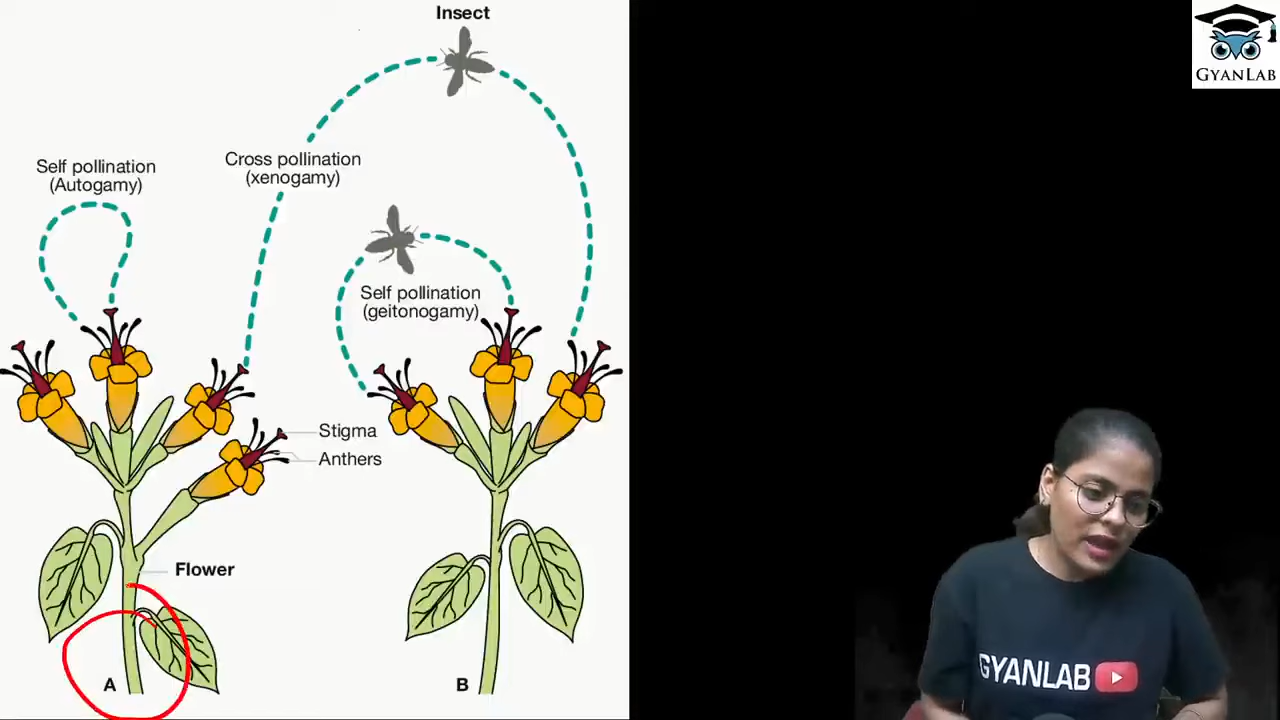 Insect
GYANLAB
Self pollination
(Autogamy)
Cross pollination
(xenogamy)
Self pollination
(geitonogamy)
Stigma
Anthers
Flower
A
B
GYANLAB